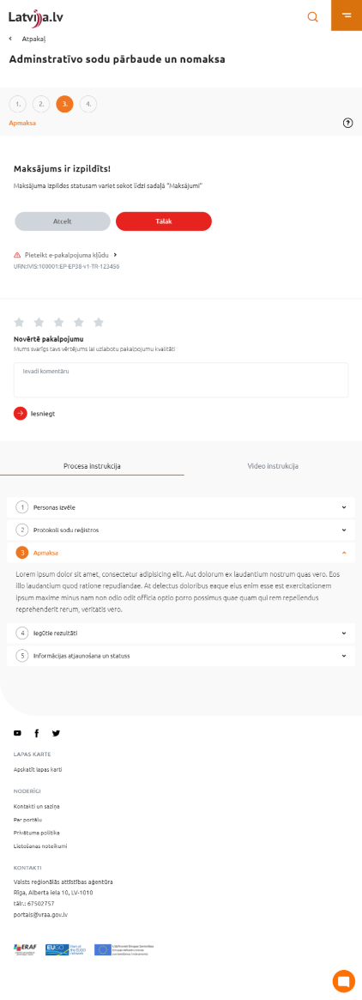 Latvija.lv
Atpakaļ
Adminstratīvo sodu pārbaude un nomaksa
1. 2. 3. 4.
Apmaksa
Maksājums ir izpildīts!
Maksājuma izpildes statusam variet sekot līdzi sadaļā "Maksājumi"
Atcelt
Tālāk
Pieteikt e-pakalpojuma kļūdu
URN:IVIS:100001:EP-EP38-v1-TR-123456
Novērtē pakalpojumu
Mums svarīgs tavs vērtējums lai uzlabotu pakalpojumu kvalitāti
Ievadi komentāru
Iesniegt
Procesa instrukcija
Video instrukcija
1 Personas izvēle
2 Protokoli sodu reģistros
3 Apmaksa
Lorem ipsum dolor sit amet, consectetur adipisicing elit. Aut dolorum ex laudantium nostrum quas vero. Eos
illo laudantium quod ratione repudiandae. At delectus doloribus eaque eius enim esse est exercitationem
ipsum maxime minus nam non odio odit officia optio porro possimus quae quam qui rem repellendus
reprehenderit rerum, veritatis vero.
4 Iegūtie rezultāti
5 Informācijas atjaunošana un statuss
LAPAS KARTE
Apskatīt lapas karti
NODERĪGI
Kontakti un saziņa
Par portālu
Privātuma politika
Lietošanas noteikumi
KONTAKTI
Valsts reģionālās attīstības aģentūra
Rīga, Alberta iela 10, LV-1010
tālr.: 67502757
portals@vraa.gov.lv
ERAF
EUGO